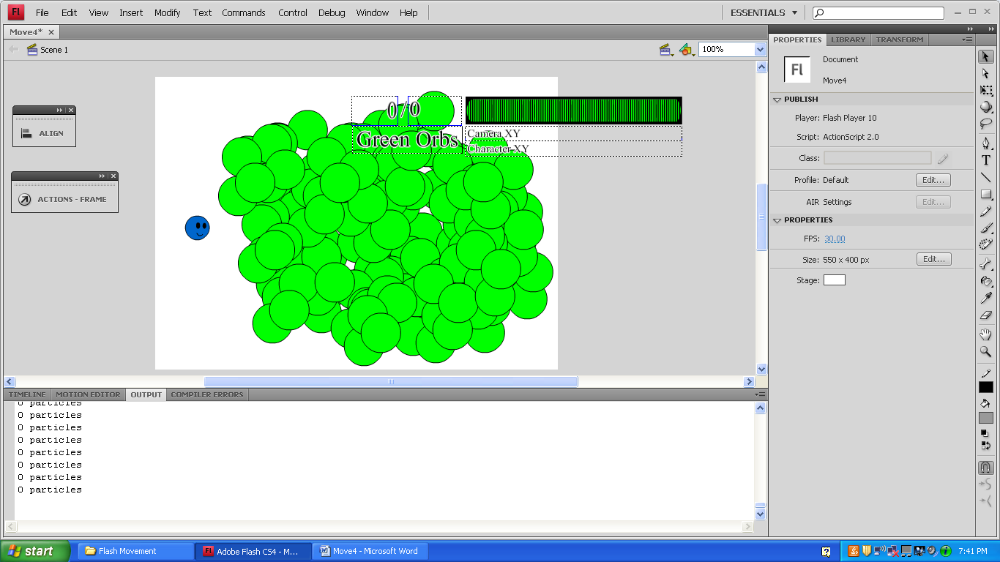 Fl File Edit View Insert Modify Text Commands Control Debug Window Help ESSENTIALS
Move4*
Scene 1 100%
PROPERTIES LIBRARY TRANSFORM
Fl Document
Move4
PUBLISH
Player: Flash Player 10
Script: ActionScript 2.0
Class:
Profile: Default Edit...
AIR Settings Edit...
PROPERTIES
FPS: 30.00
Size: 550 x 400 px Edit...
Stage:
ALIGN
ACTIONS - FRAME
0/0
Green Orbs
Camera XY
Character XY
TIMELINE MOTION EDITOR OUTPUT COMPILER ERRORS
0 particles
0 particles
0 particles
0 particles
0 particles
0 particles
0 particles
0 particles
start Flash Movement Adobe Flash CS4 - M... Move4 - Microsoft Word 7:41 PM